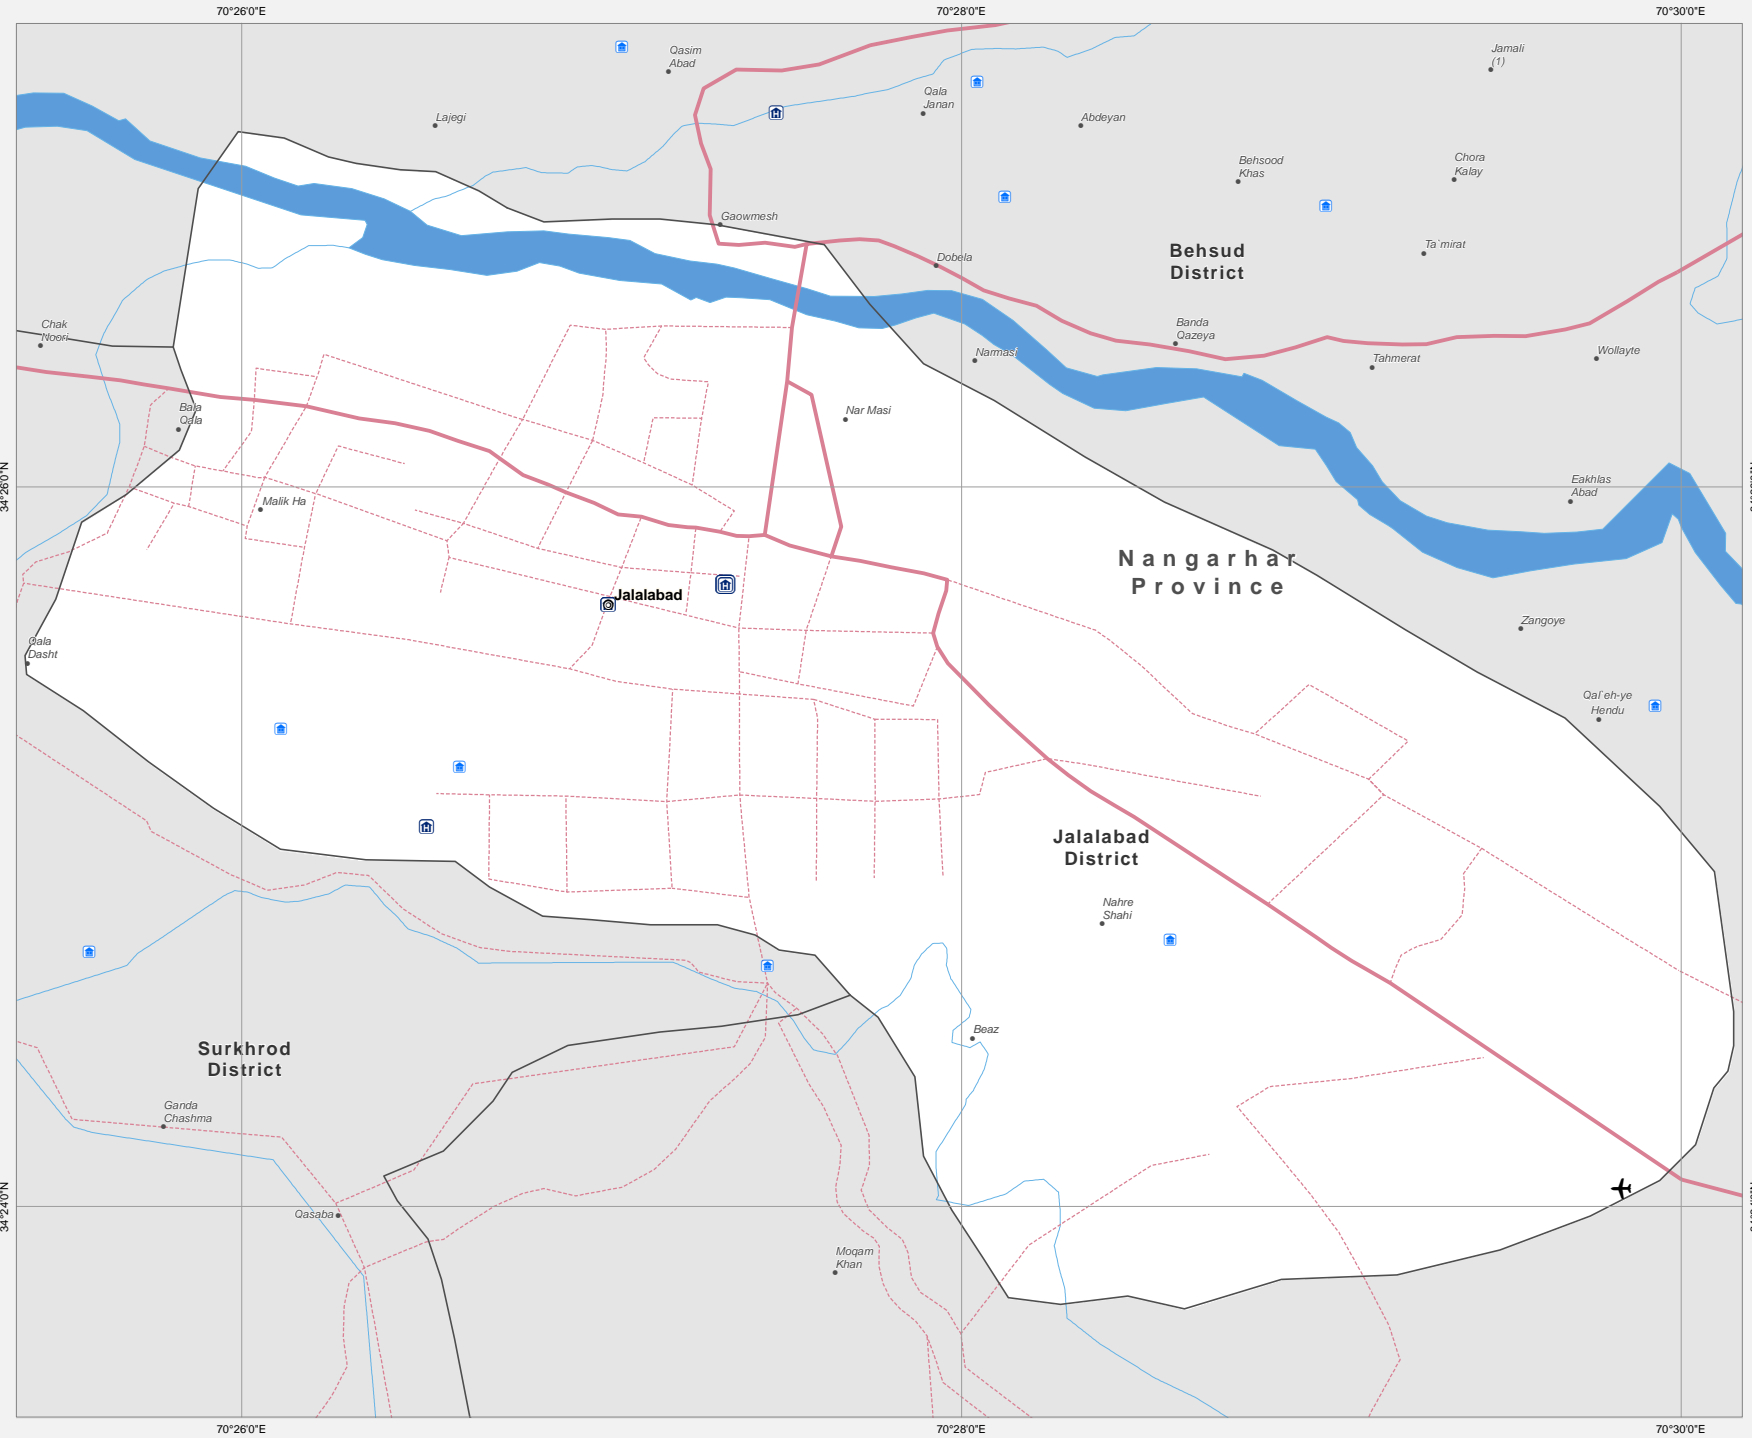 70°26'0"E
70°28'0"E
70°30'0"E
Qasim
Abad
Jamali
(1)
Qala
Janan
Lajegi
Abdeyan
Behsood
Khas
Chora
Kalay
Gaowmesh
Ta`mirat
Behsud
District
Dobela
Chak
Noori
Banda
Qazeya
Narmasi
Tahmerat
Wollayte
Bala
Qala
Nar Masi
34°26'0"N
Malik Ha
Eakhlas
Abad
Nangarhar
Province
Jalalabad
Zangoye
Qala
Dasht
Qal`eh-ye
Hendu
Jalalabad
District
Nahre
Shahi
Beaz
Surkhrod
District
Ganda
Chashma
34°24'0"N
Qasaba
Moqam
Khan
70°26'0"E
70°28'0"E
70°30'0"E